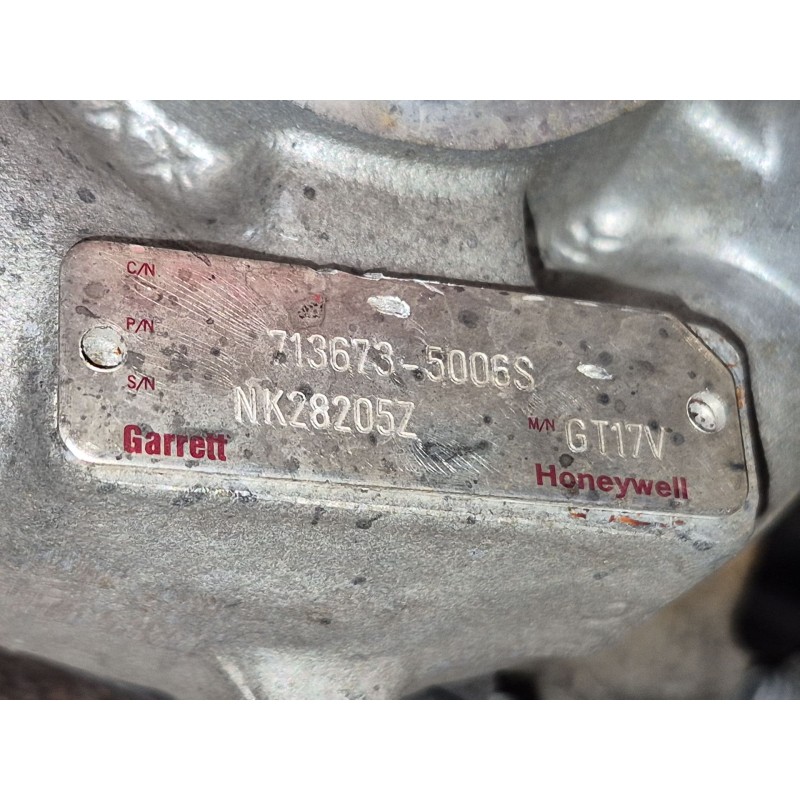 C/N
P/N 713673-5006S
S/N NK28205Z M/N GT17V
Garrett Honeywell